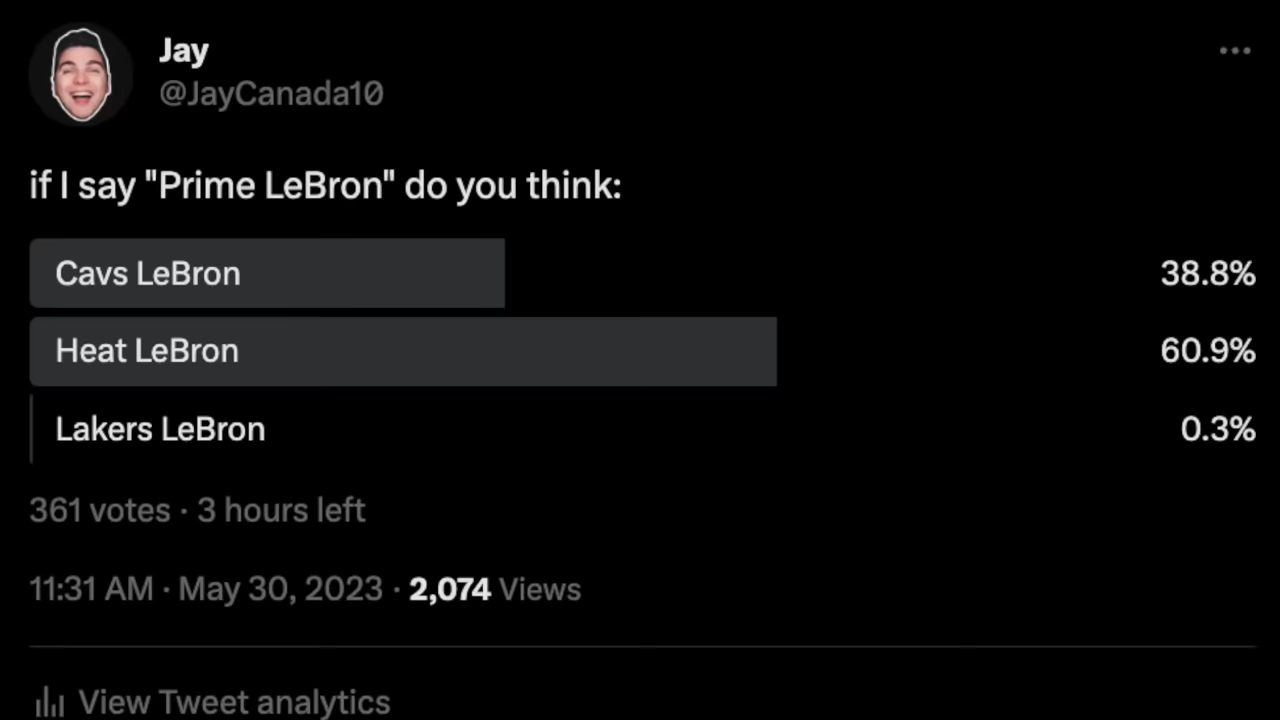 Jay
@JayCanada10
if I say "Prime LeBron" do you think:
Cavs LeBron 38.8%
Heat LeBron 60.9%
Lakers LeBron 0.3%
361 votes · 3 hours left
11:31 AM · May 30, 2023 · 2,074 Views
View Tweet analytics